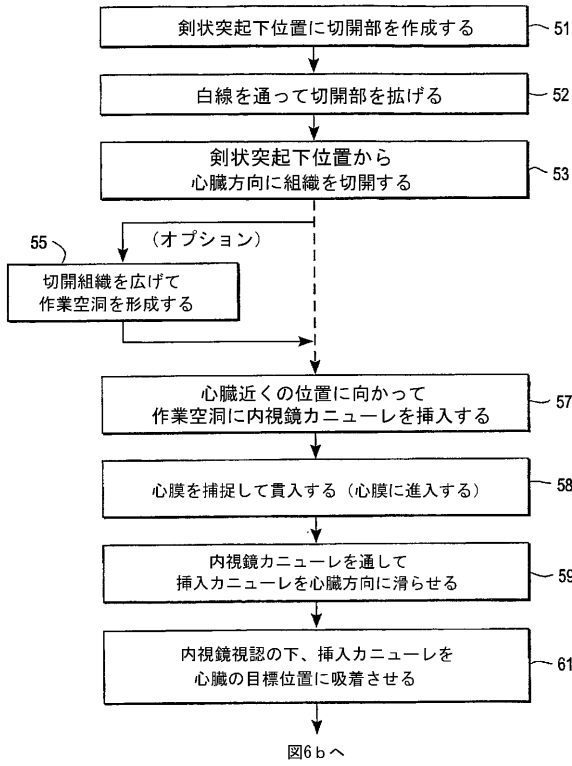 剣状突起下位置に切開部を作成する
51
白線を通って切開部を拡げる
52
剣状突起下位置から
心臓方向に組織を切開する
53
(オプション)
55
切開組織を広げて
作業空洞を形成する
心臓近くの位置に向かって
作業空洞に内視鏡カニューレを挿入する
57
心膜を捕捉して貫入する(心膜に進入する)
58
内視鏡カニューレを通して
挿入カニューレを心臓方向に滑らせる
59
内視鏡視認の下、挿入カニューレを
心臓の目標位置に吸着させる
61
図6bへ